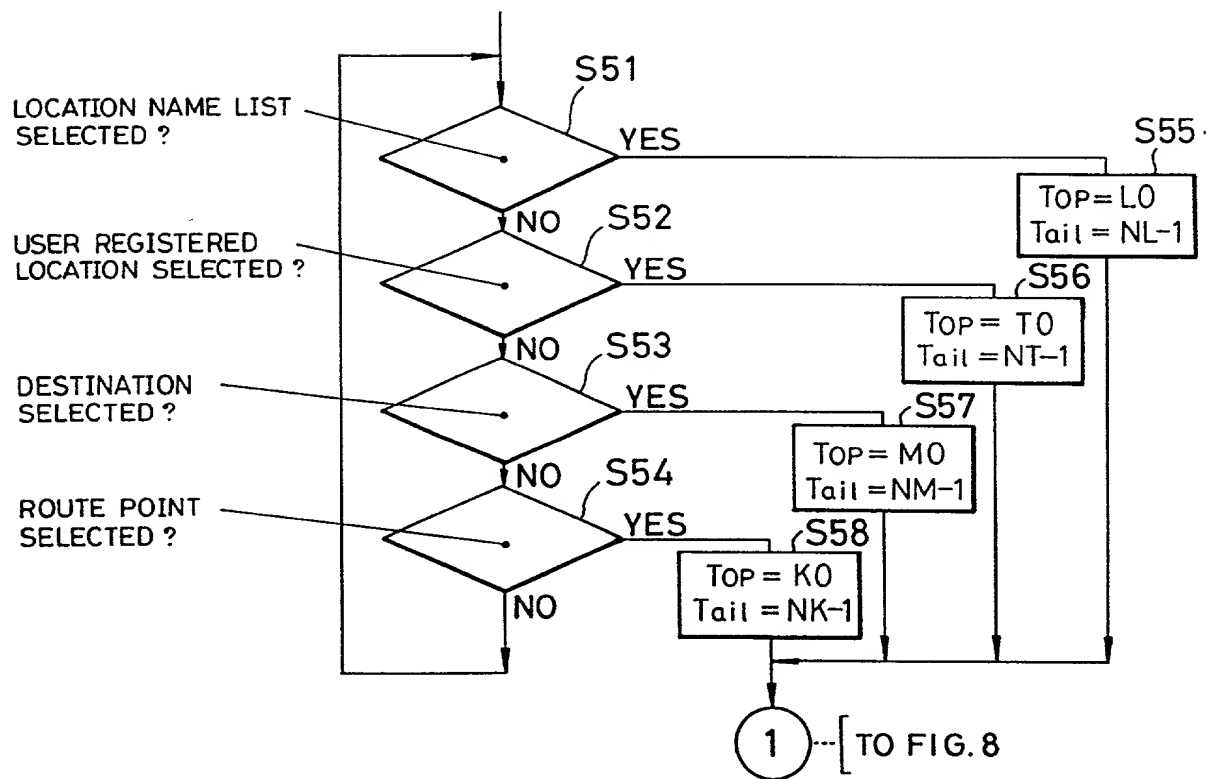 S51
LOCATION NAME LIST
SELECTED ?
YES
S55
TOP = L0
Tail = NL-1
NO
S52
USER REGISTERED
LOCATION SELECTED ?
YES
S56
TOP = T0
Tail = NT-1
NO
S53
DESTINATION
SELECTED ?
YES
S57
TOP = M0
Tail = NM-1
NO
S54
ROUTE POINT
SELECTED ?
YES
S58
TOP = K0
Tail = NK-1
NO
1
TO FIG. 8